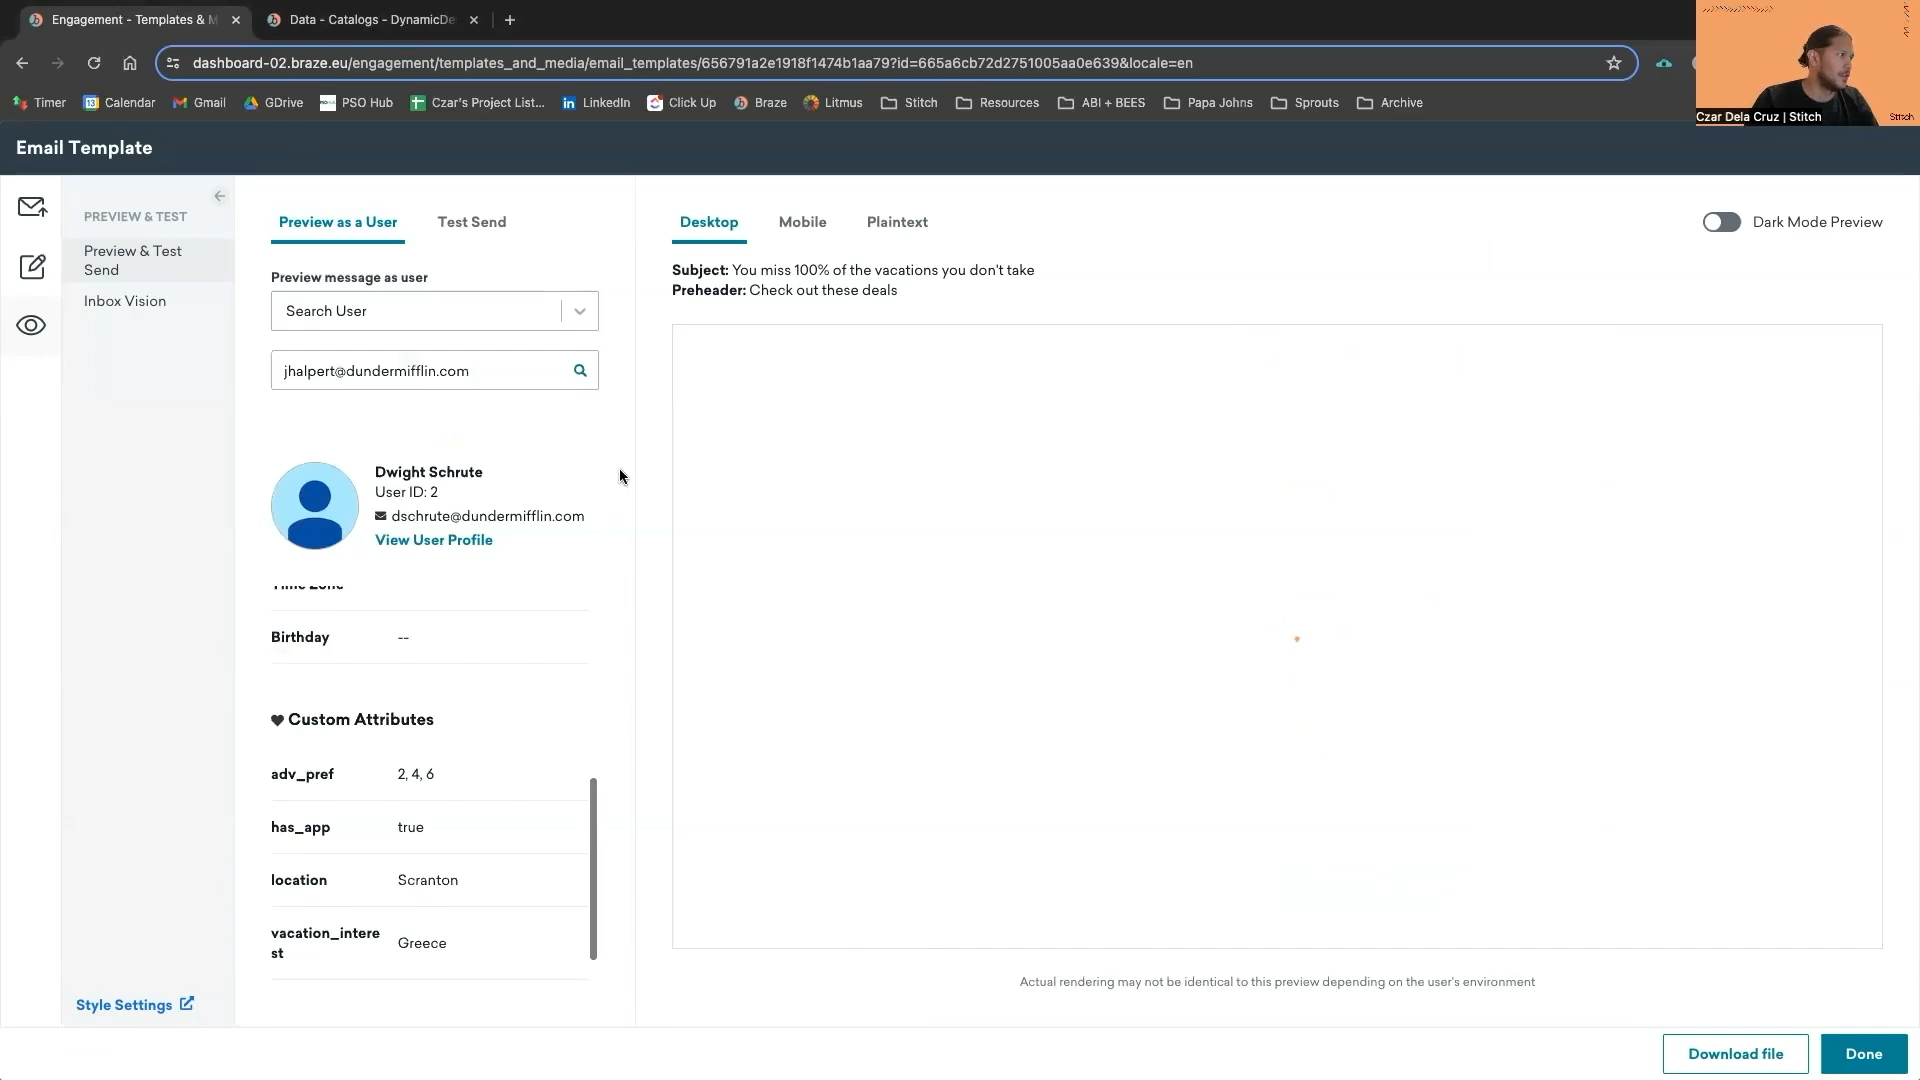 Engagement - Templates & M
Data - Catalogs - DynamicDe
dashboard-02.braze.eu/engagement/templates_and_media/email_templates/656791a2e1918f1474b1aa79?id=665a6cb72d2751005aa0e639&locale=en
Timer
Calendar
Gmail
GDrive
PSO Hub
Czar's Project List...
LinkedIn
Click Up
Braze
Litmus
Stitch
Resources
ABI + BEES
Papa Johns
Sprouts
Archive
Czar Dela Cruz | Stitch
Stitch
Email Template
PREVIEW & TEST
Preview & Test
Send
Inbox Vision
Style Settings
Preview as a User
Test Send
Preview message as user
Search User
jhalpert@dundermifflin.com
Dwight Schrute
User ID: 2
dschrute@dundermifflin.com
View User Profile
Time Zone
Birthday --
Custom Attributes
adv_pref 2, 4, 6
has_app true
location Scranton
vacation_intere
st
Greece
Desktop
Mobile
Plaintext
Dark Mode Preview
Subject: You miss 100% of the vacations you don't take
Preheader: Check out these deals
Actual rendering may not be identical to this preview depending on the user's environment
Download file
Done